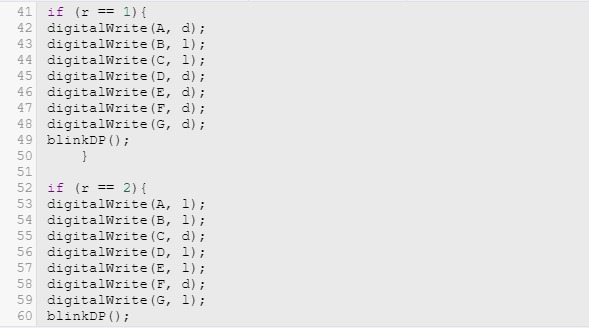 41 if (r == 1){
42 digitalWrite(A, d);
43 digitalWrite(B, l);
44 digitalWrite(C, l);
45 digitalWrite(D, d);
46 digitalWrite(E, d);
47 digitalWrite(F, d);
48 digitalWrite(G, d);
49 blinkDP();
50     }
51
52 if (r == 2){
53 digitalWrite(A, l);
54 digitalWrite(B, l);
55 digitalWrite(C, d);
56 digitalWrite(D, l);
57 digitalWrite(E, l);
58 digitalWrite(F, d);
59 digitalWrite(G, l);
60 blinkDP();